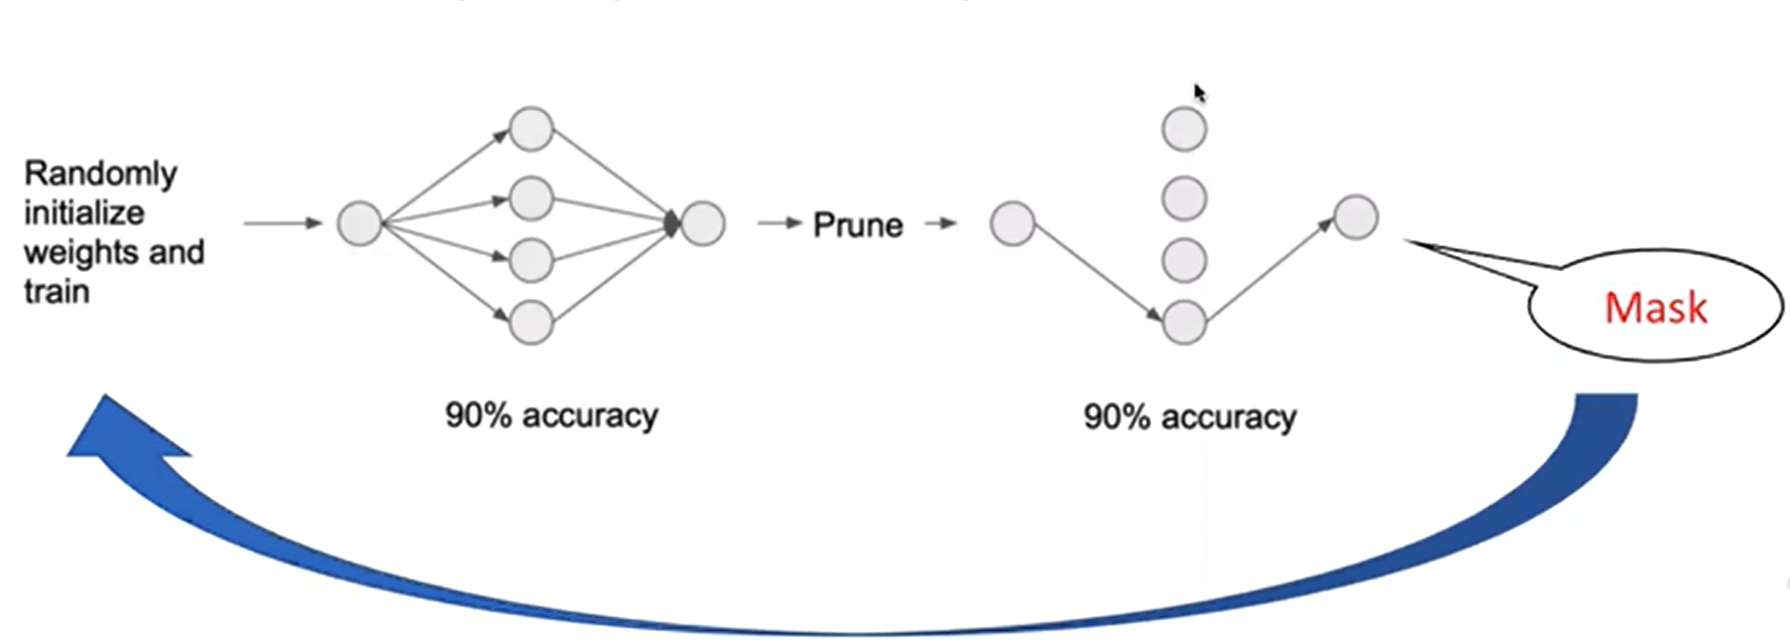 Randomly
initialize
weights and
train
Prune
Mask
90% accuracy
90% accuracy